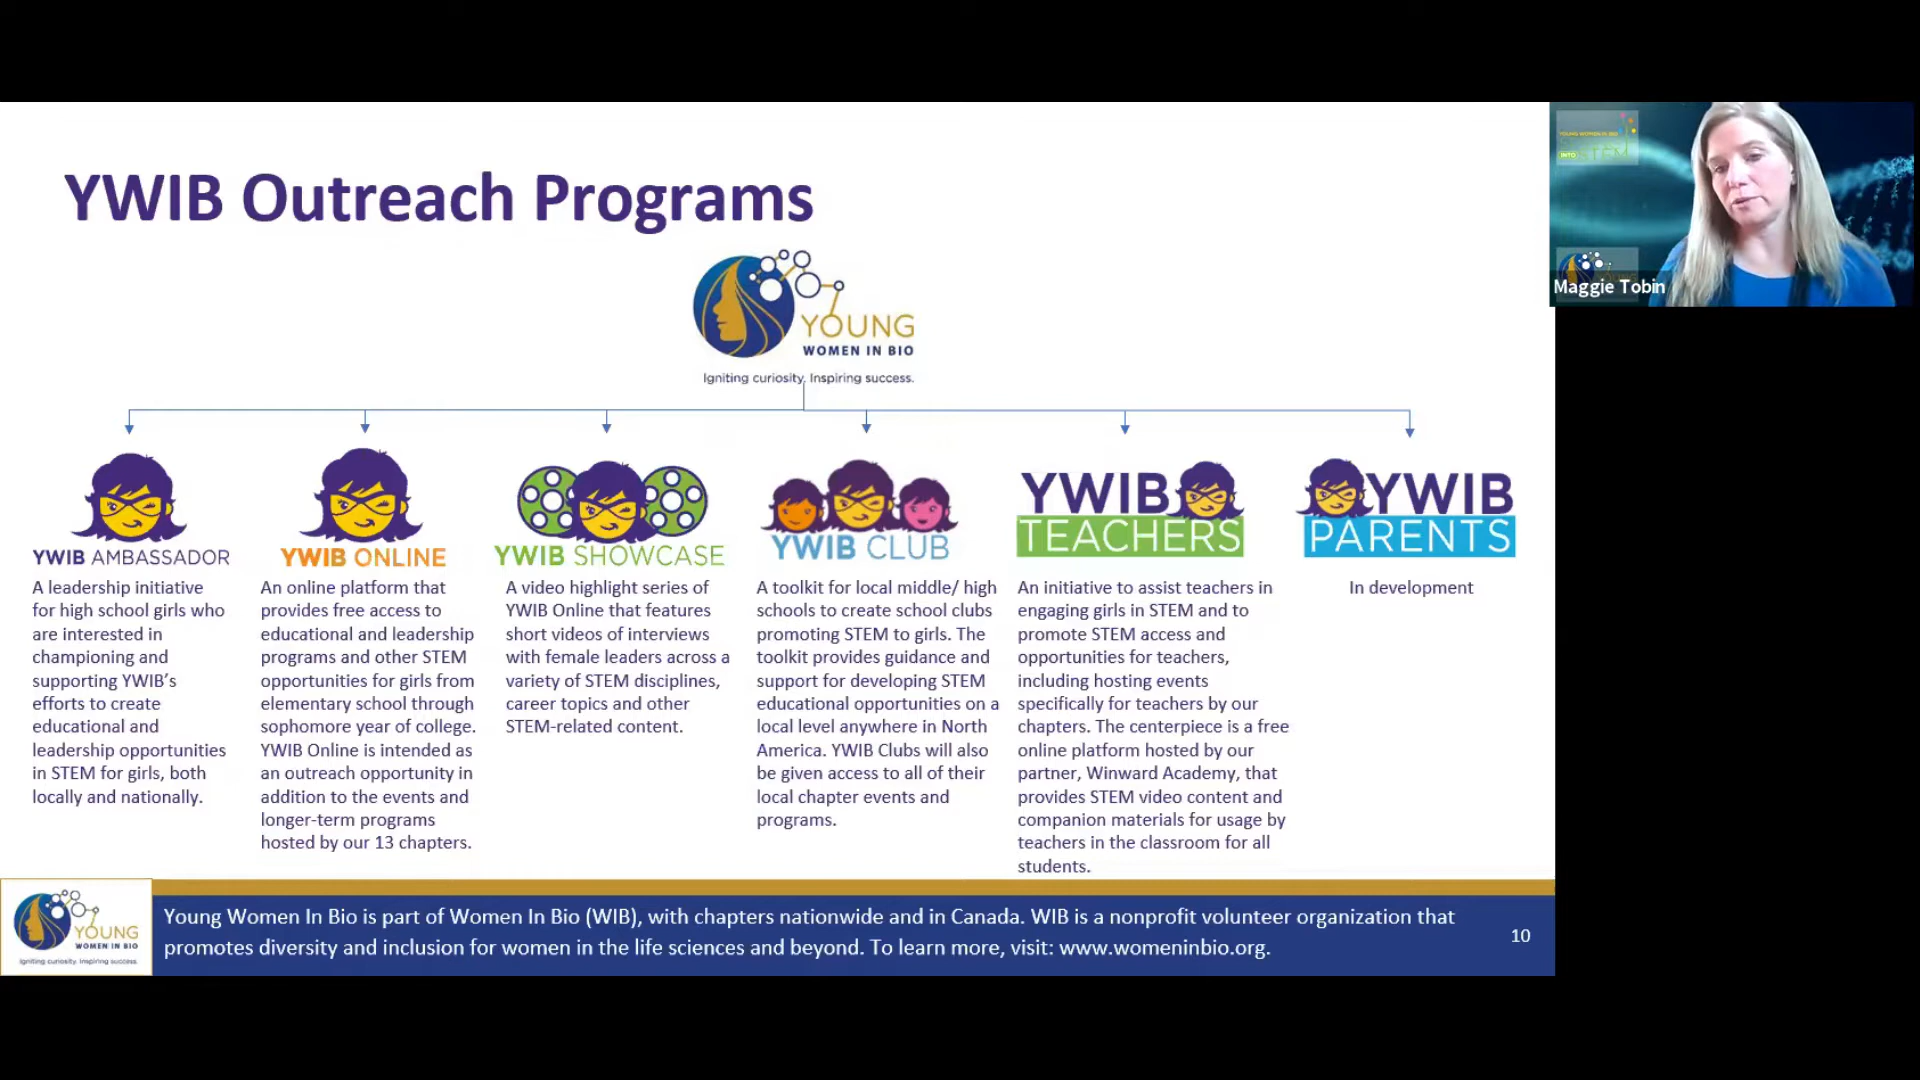 YWIB Outreach Programs
YOUNG
WOMEN IN BIO
Igniting curiosity. Inspiring success.
YWIB AMBASSADOR
A leadership initiative
for high school girls who
are interested in
championing and
supporting YWIB's
efforts to create
educational and
leadership opportunities
in STEM for girls, both
locally and nationally.
YWIB ONLINE
An online platform that
provides free access to
educational and leadership
programs and other STEM
opportunities for girls from
elementary school through
sophomore year of college.
YWIB Online is intended as
an outreach opportunity in
addition to the events and
longer-term programs
hosted by our 13 chapters.
YWIB SHOWCASE
A video highlight series of
YWIB Online that features
short videos of interviews
with female leaders across a
variety of STEM disciplines,
career topics and other
STEM-related content.
YWIB CLUB
A toolkit for local middle/ high
schools to create school clubs
promoting STEM to girls. The
toolkit provides guidance and
support for developing STEM
educational opportunities on a
local level anywhere in North
America. YWIB Clubs will also
be given access to all of their
local chapter events and
programs.
YWIB
TEACHERS
An initiative to assist teachers in
engaging girls in STEM and to
promote STEM access and
opportunities for teachers,
including hosting events
specifically for teachers by our
chapters. The centerpiece is a free
online platform hosted by our
partner, Winward Academy, that
provides STEM video content and
companion materials for usage by
teachers in the classroom for all
students.
YWIB
PARENTS
In development
YOUNG
WOMEN IN BIO
Igniting curiosity. Inspiring success.
Young Women In Bio is part of Women In Bio (WIB), with chapters nationwide and in Canada. WIB is a nonprofit volunteer organization that
promotes diversity and inclusion for women in the life sciences and beyond. To learn more, visit: www.womeninbio.org.
10
YOUNG WOMEN IN BIO
INTO STEM
Maggie Tobin